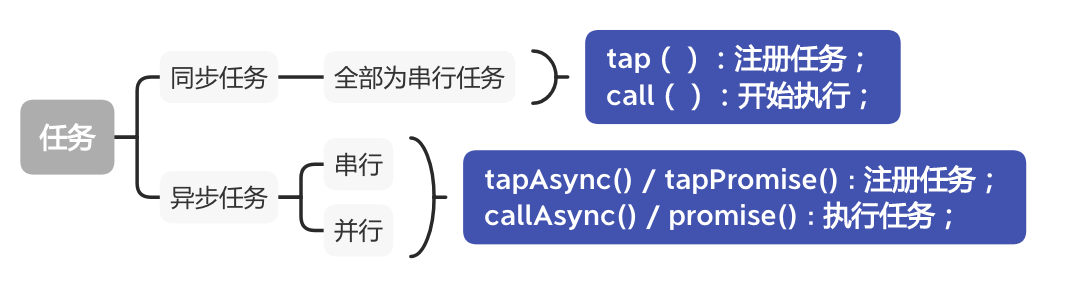 任务
同步任务
全部为串行任务
tap（ ）：注册任务；
call（ ）：开始执行；
异步任务
串行
并行
tapAsync() / tapPromise()：注册任务；
callAsync() / promise()：执行任务；